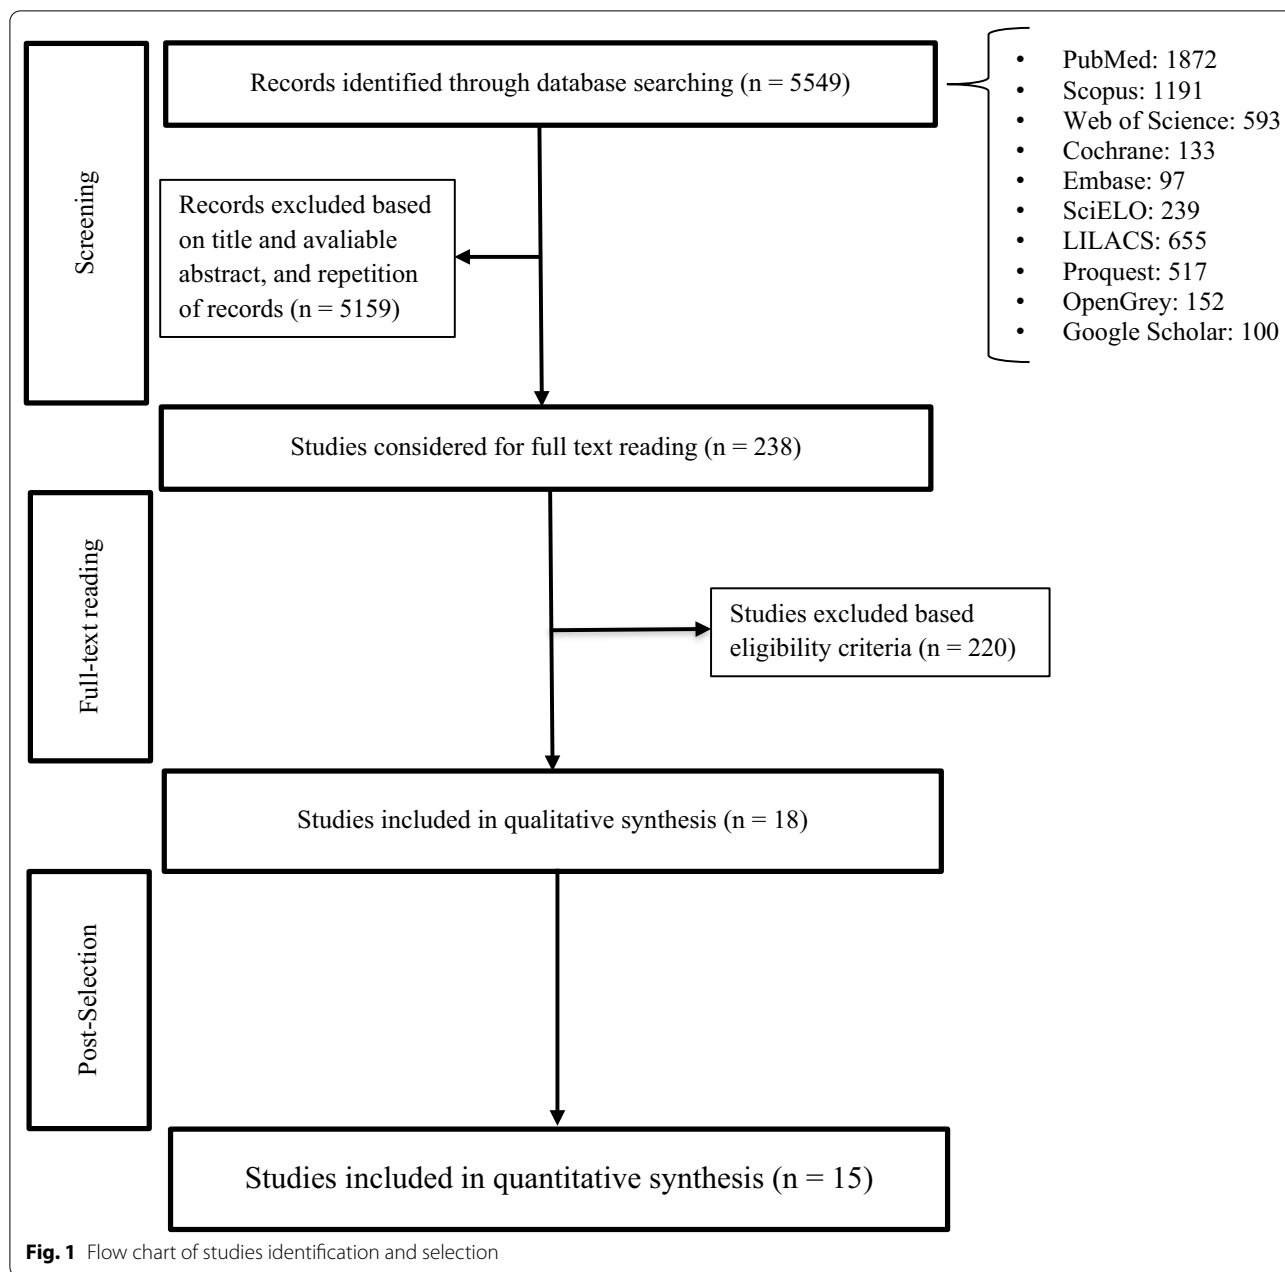 Records identified through database searching (n = 5549)
• PubMed: 1872
• Scopus: 1191
• Web of Science: 593
• Cochrane: 133
• Embase: 97
• SciELO: 239
• LILACS: 655
• Proquest: 517
• OpenGrey: 152
• Google Scholar: 100
Screening
Records excluded based
on title and avaliable
abstract, and repetition
of records (n = 5159)
Studies considered for full text reading (n = 238)
Full-text reading
Studies excluded based
eligibility criteria (n = 220)
Studies included in qualitative synthesis (n = 18)
Post-Selection
Studies included in quantitative synthesis (n = 15)
Fig. 1 Flow chart of studies identification and selection